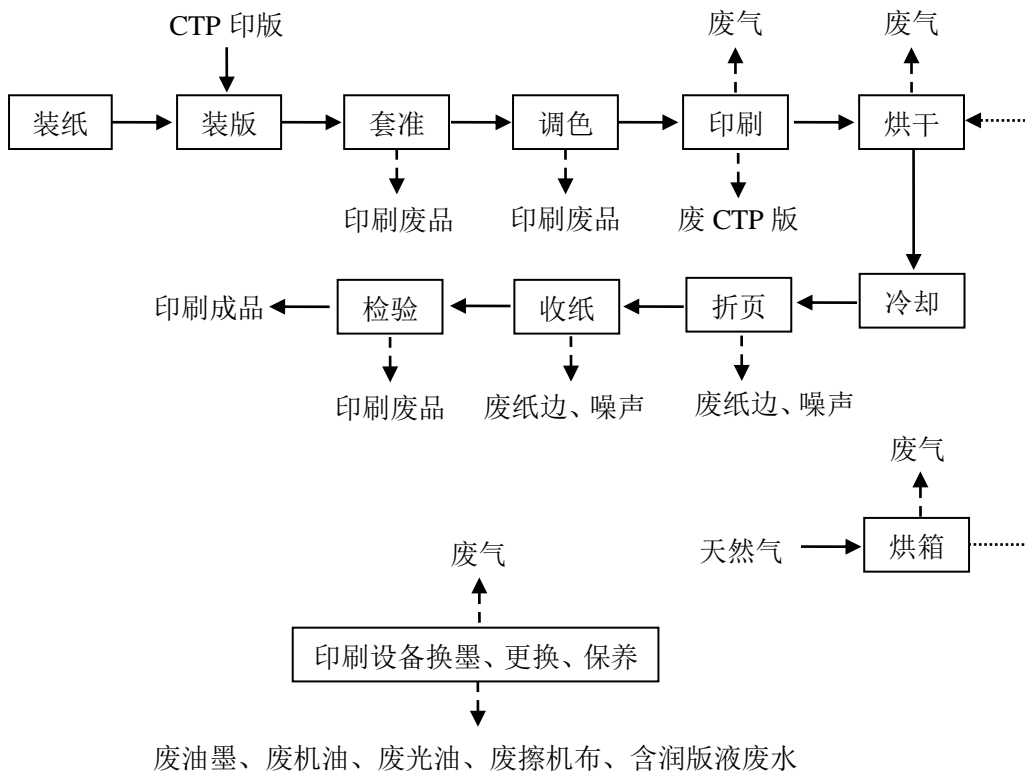 CTP 印版
废气
废气
装纸
装版
套准
调色
印刷
烘干
印刷废品
印刷废品
废 CTP 版
印刷成品
检验
收纸
折页
冷却
印刷废品
废纸边、噪声
废纸边、噪声
废气
天然气
烘箱
废气
印刷设备换墨、更换、保养
废油墨、废机油、废光油、废擦机布、含润版液废水